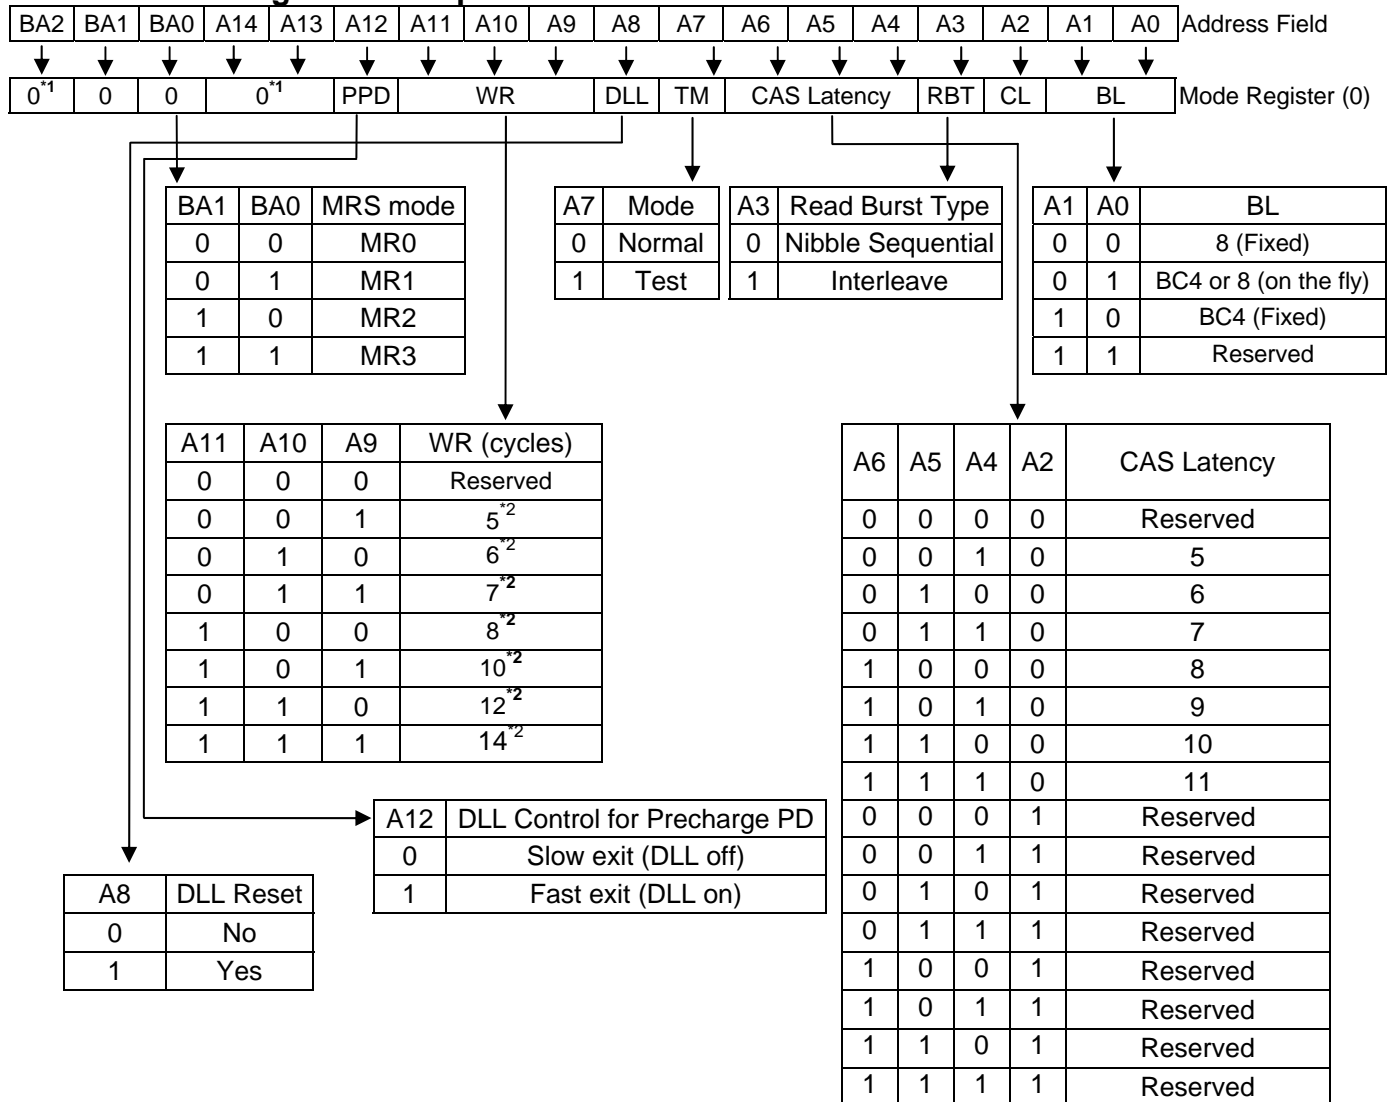 BA2 BA1 BA0 A14 A13 A12 A11 A10 A9 A8 A7 A6 A5 A4 A3 A2 A1 A0 Address Field
0*1 0 0 0*1 PPD WR DLL TM CAS Latency RBT CL BL Mode Register (0)
BA1 BA0 MRS mode
0 0 MR0
0 1 MR1
1 0 MR2
1 1 MR3
A7 Mode
0 Normal
1 Test
A3 Read Burst Type
0 Nibble Sequential
1 Interleave
A1 A0 BL
0 0 8 (Fixed)
0 1 BC4 or 8 (on the fly)
1 0 BC4 (Fixed)
1 1 Reserved
A11 A10 A9 WR (cycles)
0 0 0 Reserved
0 0 1 5*2
0 1 0 6*2
0 1 1 7*2
1 0 0 8*2
1 0 1 10*2
1 1 0 12*2
1 1 1 14*2
A6 A5 A4 A2 CAS Latency
0 0 0 0 Reserved
0 0 1 0 5
0 1 0 0 6
0 1 1 0 7
1 0 0 0 8
1 0 1 0 9
1 1 0 0 10
1 1 1 0 11
0 0 0 1 Reserved
0 0 1 1 Reserved
0 1 0 1 Reserved
0 1 1 1 Reserved
1 0 0 1 Reserved
1 0 1 1 Reserved
1 1 0 1 Reserved
1 1 1 1 Reserved
A12 DLL Control for Precharge PD
0 Slow exit (DLL off)
1 Fast exit (DLL on)
A8 DLL Reset
0 No
1 Yes